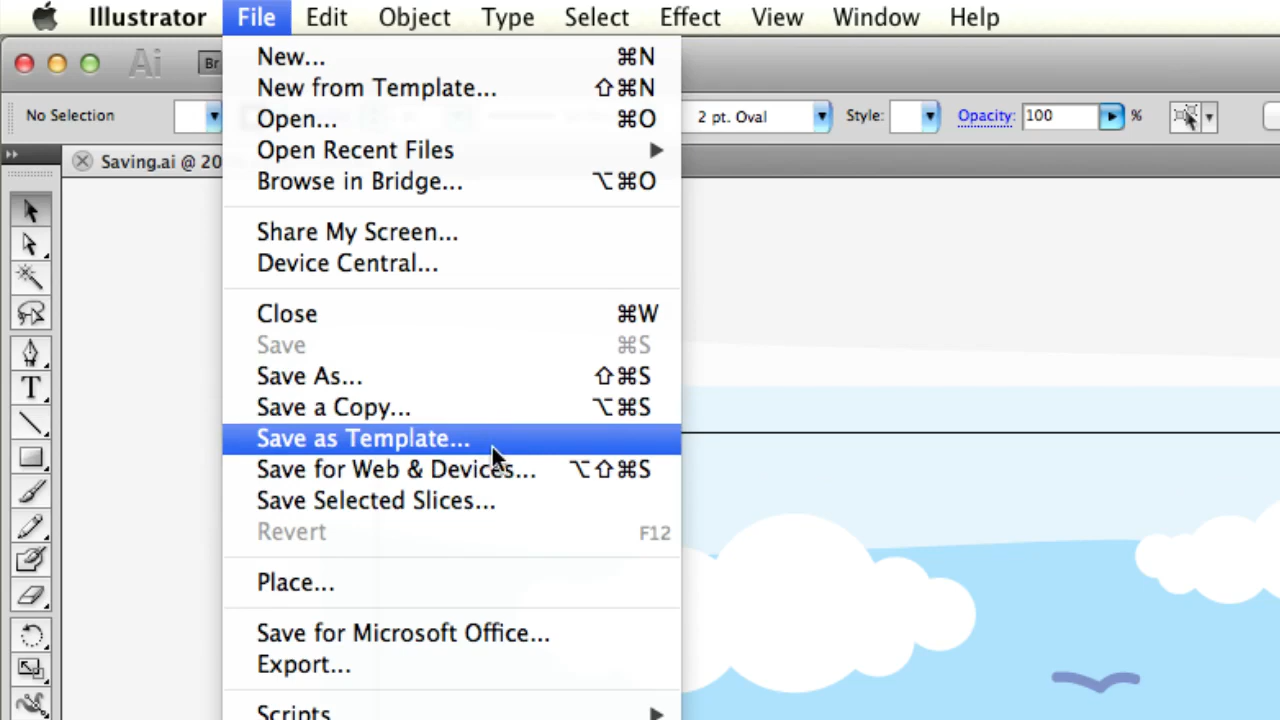 Illustrator File Edit Object Type Select Effect View Window Help
Ai Br
No Selection 2 pt. Oval Style: Opacity: 100 %
Saving.ai @ 20
New... ⌘N
New from Template... ⇧⌘N
Open... ⌘O
Open Recent Files ▶
Browse in Bridge... ⌥⌘O
Share My Screen...
Device Central...
Close ⌘W
Save ⌘S
Save As... ⇧⌘S
Save a Copy... ⌥⌘S
Save as Template...
Save for Web & Devices... ⌥⇧⌘S
Save Selected Slices...
Revert F12
Place...
Save for Microsoft Office...
Export...
Scripts ▶